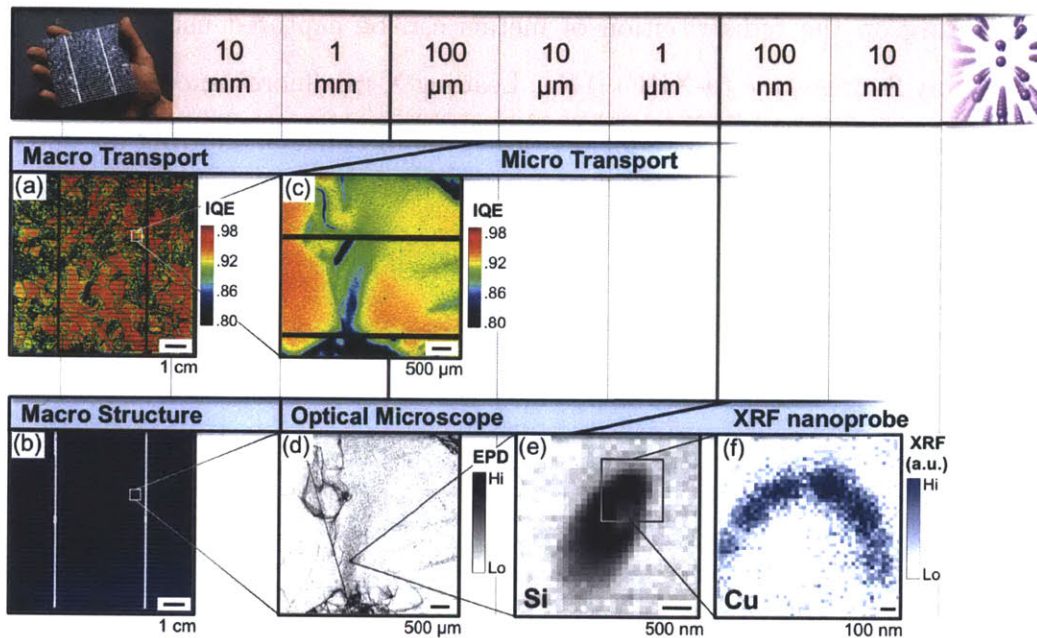 10 mm
1 mm
100 µm
10 µm
1 µm
100 nm
10 nm
Macro Transport
Micro Transport
(a)
IQE
.98
.92
.86
.80
1 cm
(c)
IQE
.98
.92
.86
.80
500 µm
Macro Structure
Optical Microscope
XRF nanoprobe
(b)
1 cm
(d)
EPD
Hi
Lo
500 µm
(e)
Si
500 nm
(f)
Cu
XRF
(a.u.)
Hi
Lo
100 nm